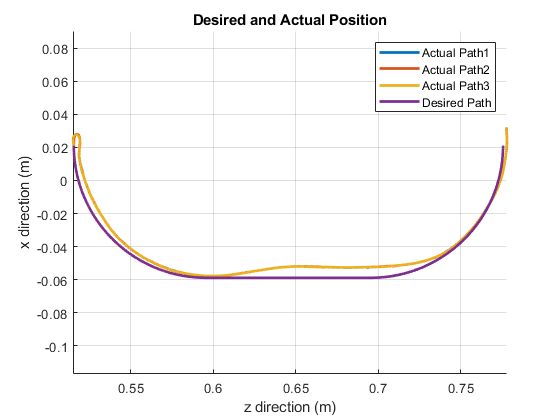 Desired and Actual Position
Actual Path1
Actual Path2
Actual Path3
Desired Path
0.08
0.06
0.04
0.02
0
-0.02
-0.04
-0.06
-0.08
-0.1
x direction (m)
0.55
0.6
0.65
0.7
0.75
z direction (m)